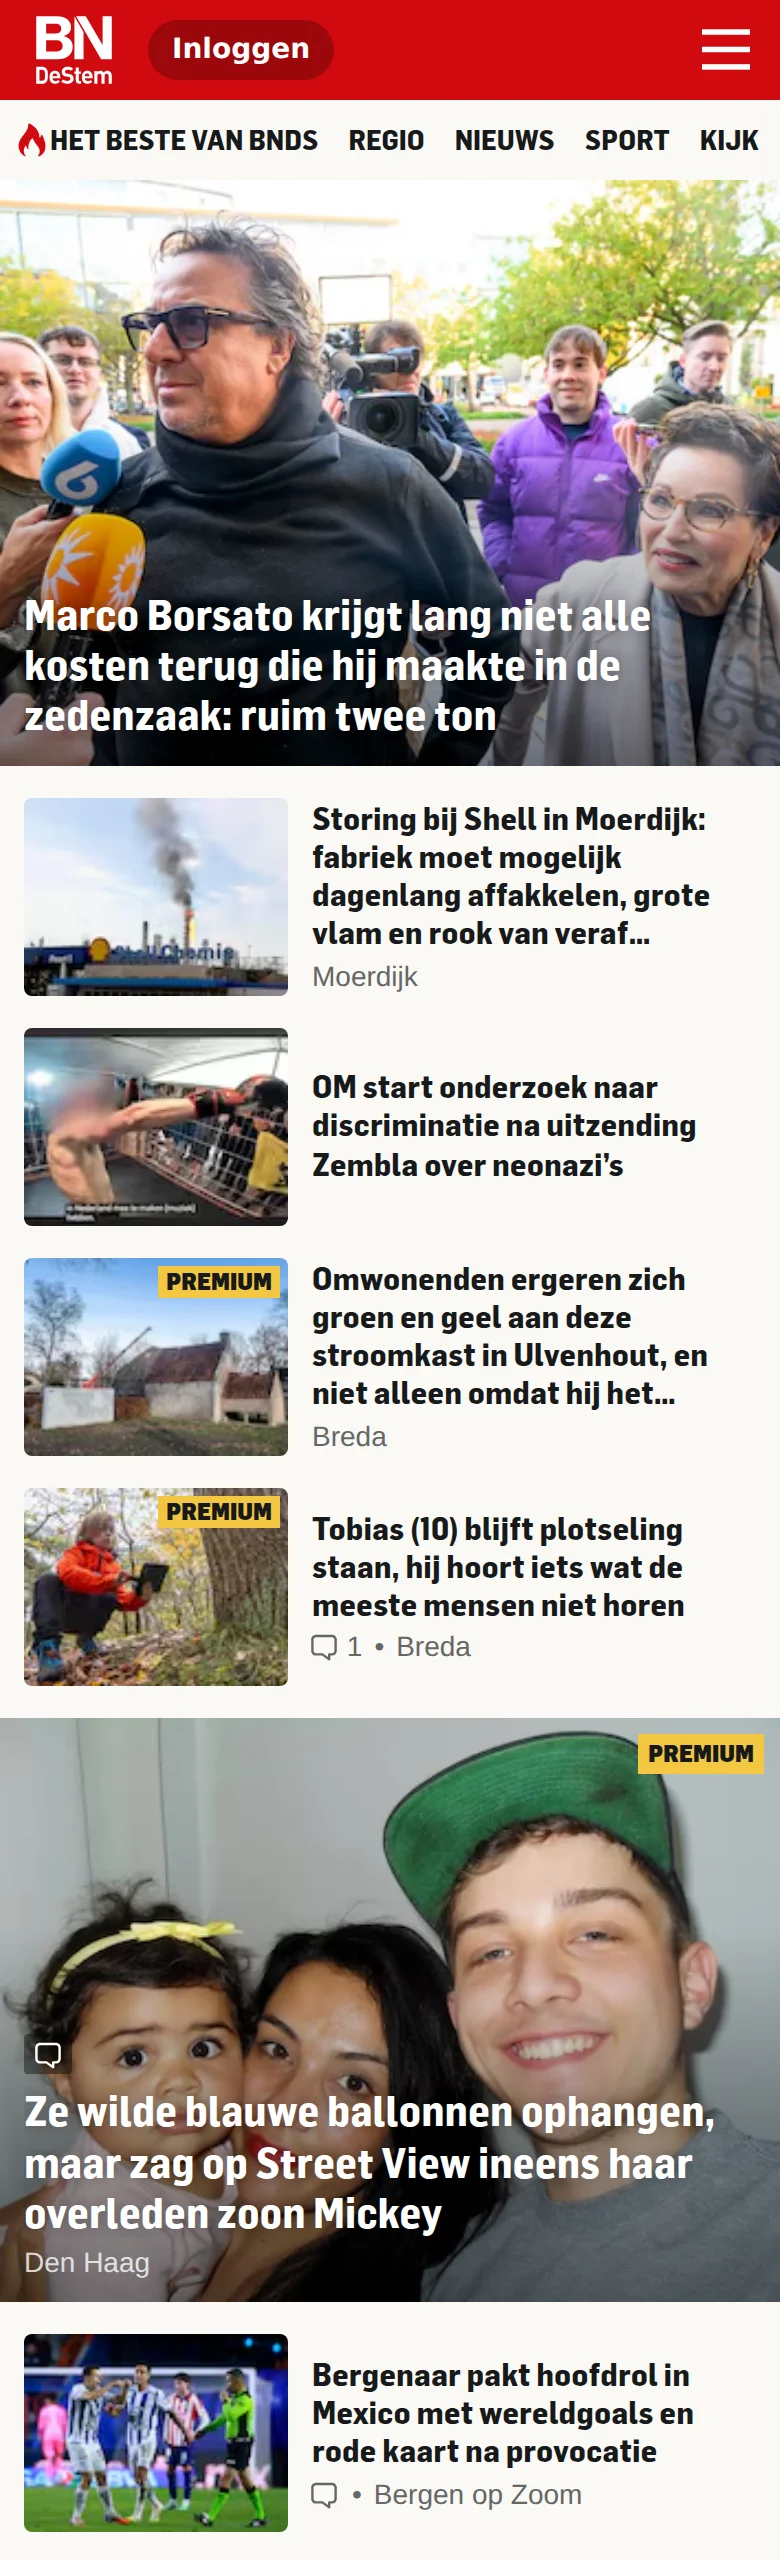 BN
DeStem
Inloggen
HET BESTE VAN BNDS REGIO NIEUWS SPORT KIJK
6
Marco Borsato krijgt lang niet alle
kosten terug die hij maakte in de
zedenzaak: ruim twee ton
Storing bij Shell in Moerdijk:
fabriek moet mogelijk
dagenlang affakkelen, grote
vlam en rook van veraf...
Moerdijk
Shell Chemie
OM start onderzoek naar
discriminatie na uitzending
Zembla over neonazi’s
PREMIUM
Omwonenden ergeren zich
groen en geel aan deze
stroomkast in Ulvenhout, en
niet alleen omdat hij het...
Breda
PREMIUM
Tobias (10) blijft plotseling
staan, hij hoort iets wat de
meeste mensen niet horen
1 • Breda
PREMIUM
Ze wilde blauwe ballonnen ophangen,
maar zag op Street View ineens haar
overleden zoon Mickey
Den Haag
Bergenaar pakt hoofdrol in
Mexico met wereldgoals en
rode kaart na provocatie
• Bergen op Zoom